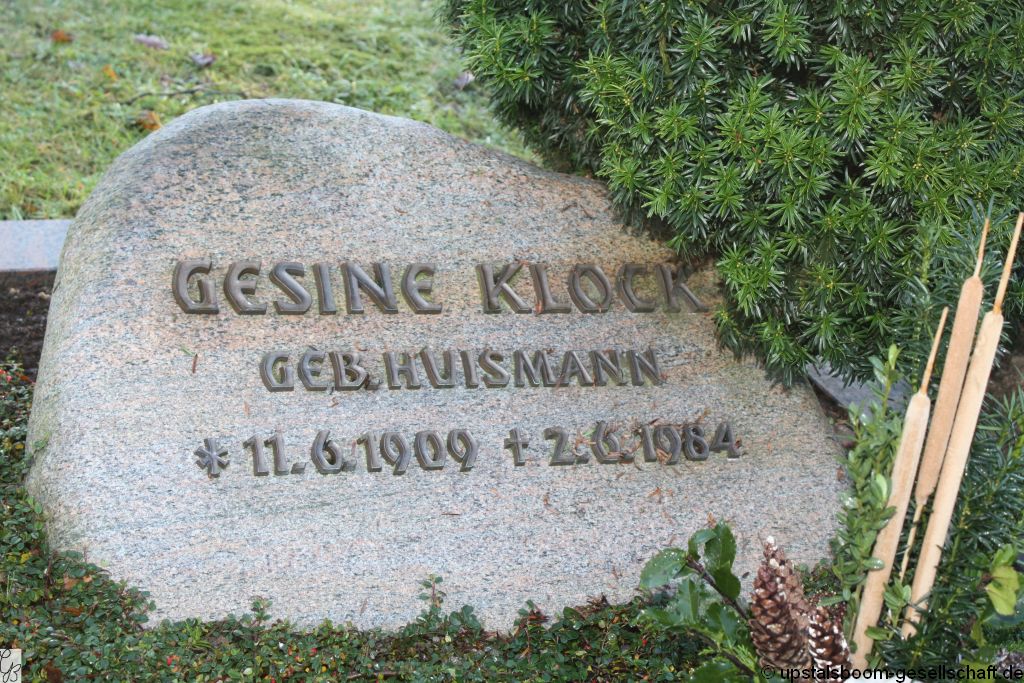 GESINE KLOCK
GEB. HUISMANN
* 11.6.1909 † 2.6.1984
© upstalsboom-gesellschaft.de